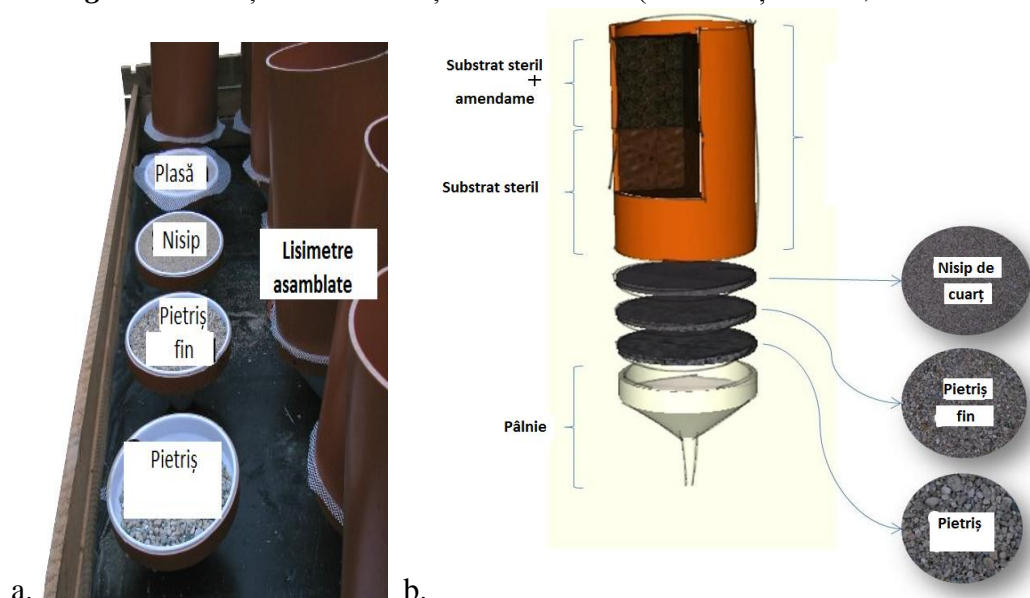 Plasă
Nisip
Lisimetre
asamblate
Pietriș
fin
Pietriș
a.
Substrat steril
+
amendame
Substrat steril
Pâlnie
Nisip de
cuarț
Pietriș
fin
Pietriș
b.